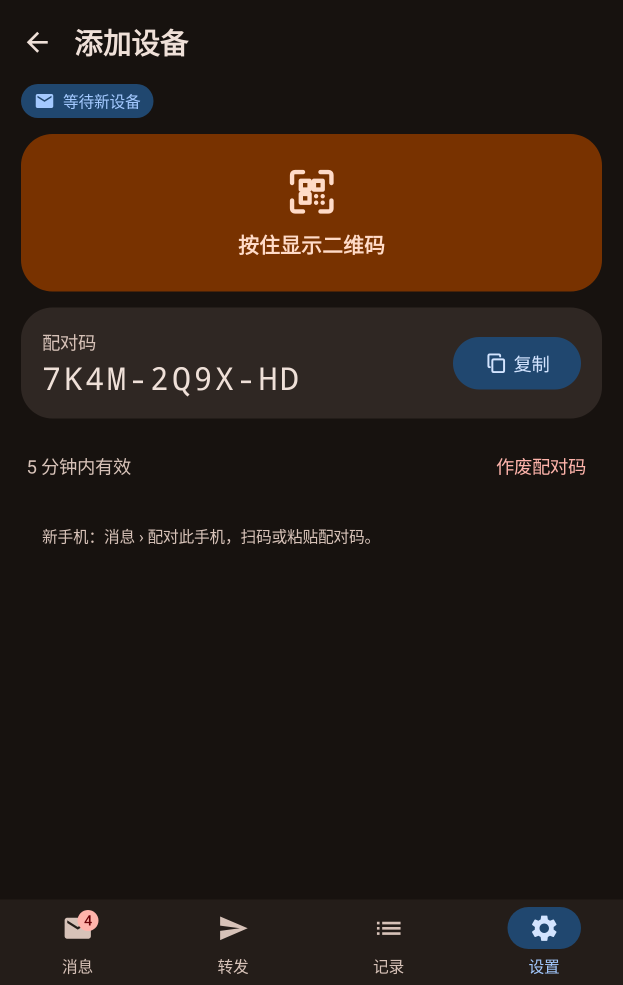 添加设备
等待新设备
按住显示二维码
配对码
7K4M-2Q9X-HD
复制
5 分钟内有效
作废配对码
新手机：消息 › 配对此手机，扫码或粘贴配对码。
4
消息
转发
记录
设置